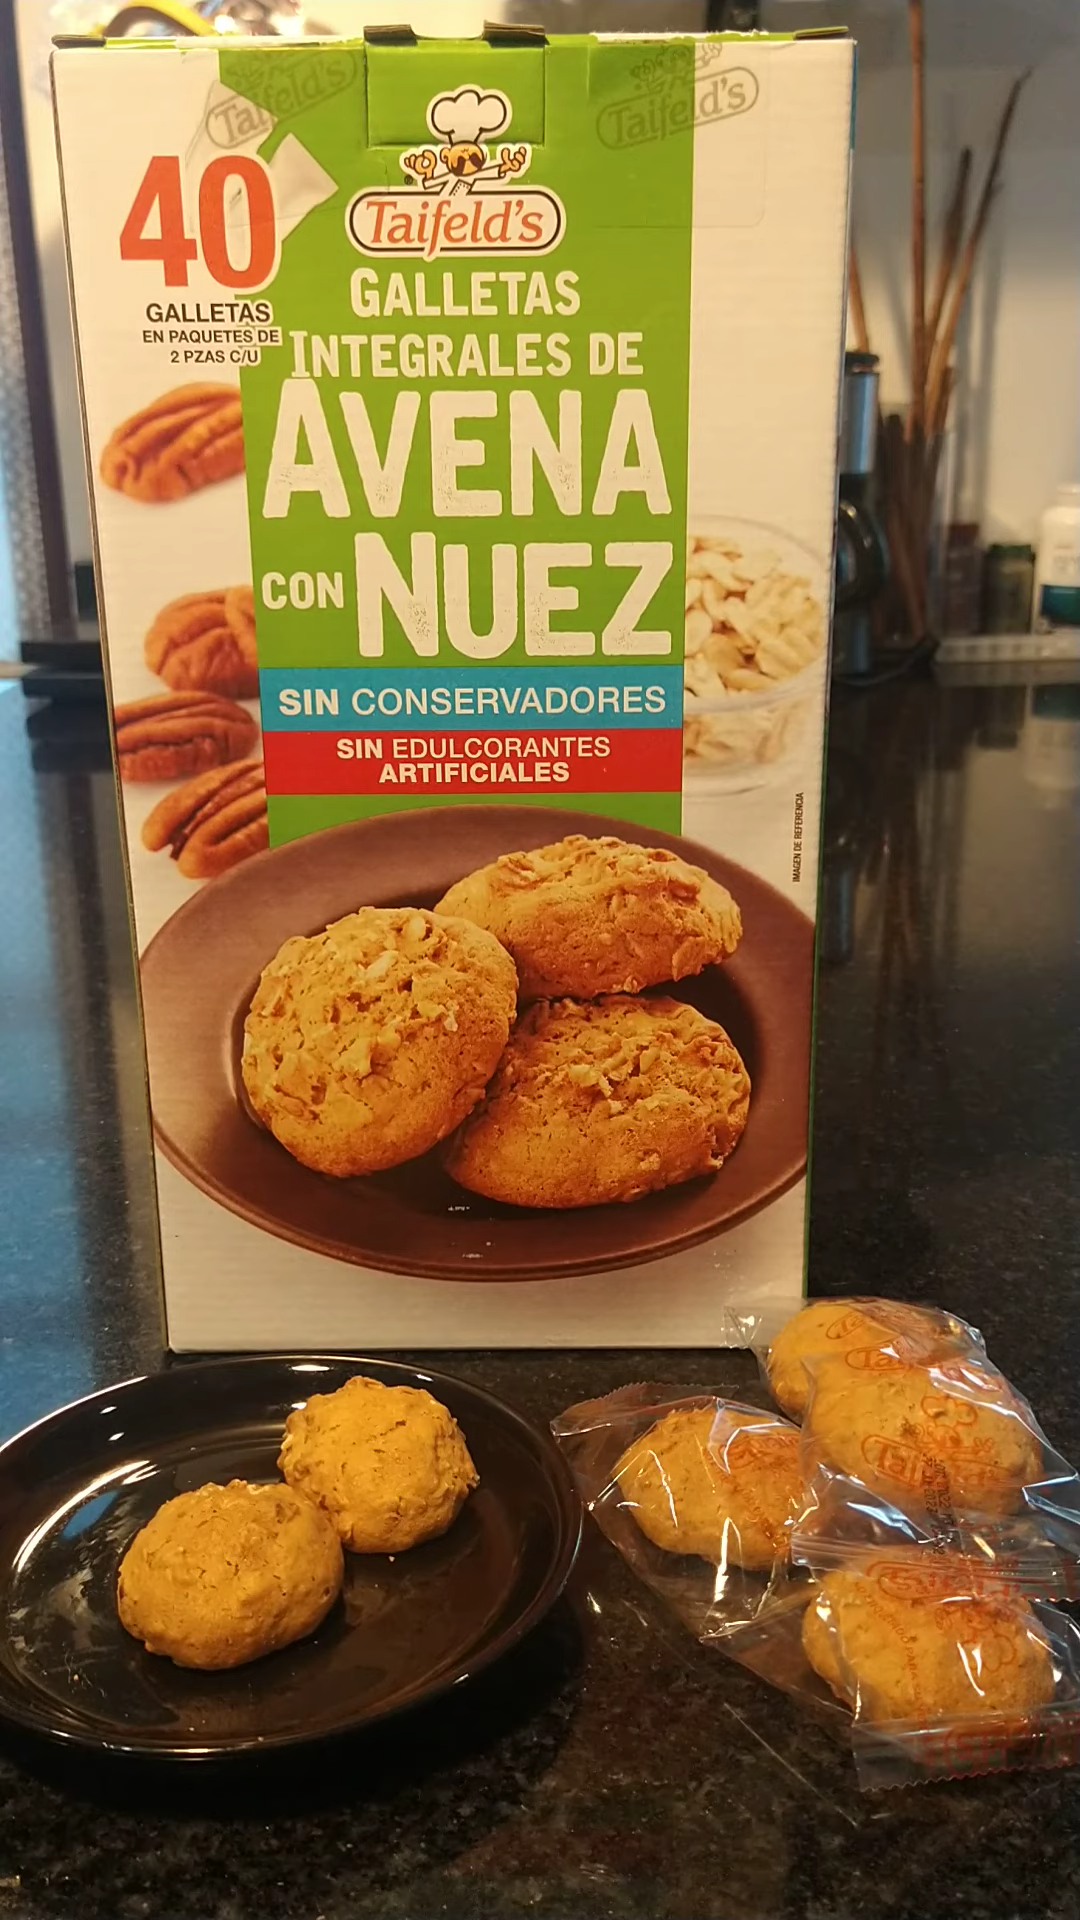 Taifeld's
Taifeld's
40
GALLETAS
EN PAQUETES DE
2 PZAS C/U
Taifeld's
GALLETAS
INTEGRALES DE
AVENA
CON NUEZ
SIN CONSERVADORES
SIN EDULCORANTES
ARTIFICIALES
IMAGEN DE REFERENCIA